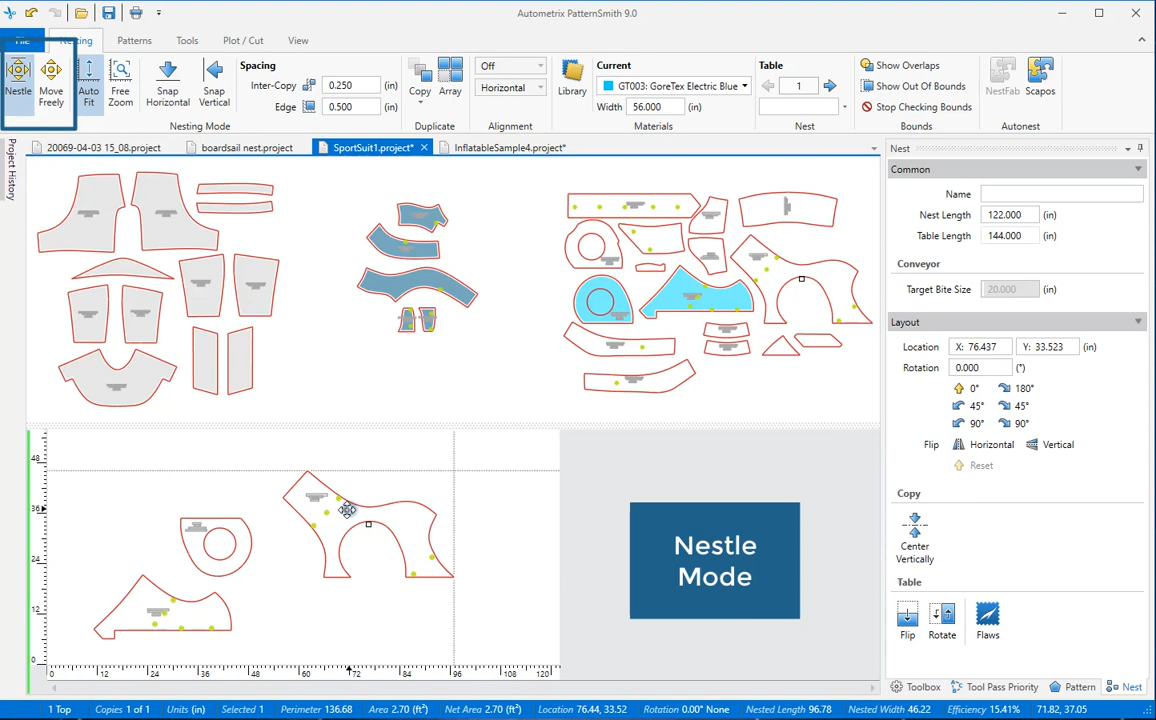 Autometrix PatternSmith 9.0
File
Nesting
Patterns
Tools
Plot / Cut
View
Nestle
Move Freely
Auto Fit
Free Zoom
Snap Horizontal
Snap Vertical
Nesting Mode
Spacing
Inter-Copy 0.250 (in)
Edge 0.500 (in)
Copy
Array
Duplicate
Off
Horizontal
Alignment
Library
Current
GT003: GoreTex Electric Blue
Width 56.000 (in)
Materials
Table
1
Nest
Show Overlaps
Show Out Of Bounds
Stop Checking Bounds
Bounds
NestFab
Scapos
Autonest
Project History
20069-04-03 15_08.project
boardsail nest.project
SportSuit1.project*
InflatableSample4.project*
Nest
Common
Name
Nest Length 122.000 (in)
Table Length 144.000 (in)
Conveyor
Target Bite Size 20.000 (in)
Layout
Location X: 76.437 Y: 33.523 (in)
Rotation 0.000 (°)
0° 180°
45° 45°
90° 90°
Flip Horizontal Vertical
Reset
Copy
Center Vertically
Table
Flip
Rotate
Flaws
48
36
24
12
0
0 12 24 36 48 60 72 84 96 108 120
Nestle
Mode
Toolbox
Tool Pass Priority
Pattern
Nest
1 Top Copies 1 of 1 Units (in) Selected 1 Perimeter 136.68 Area 2.70 (ft²) Net Area 2.70 (ft²) Location 76.44, 33.52 Rotation 0.00° None Nested Length 96.78 Nested Width 46.22 Efficiency 15.41% 71.82, 37.05